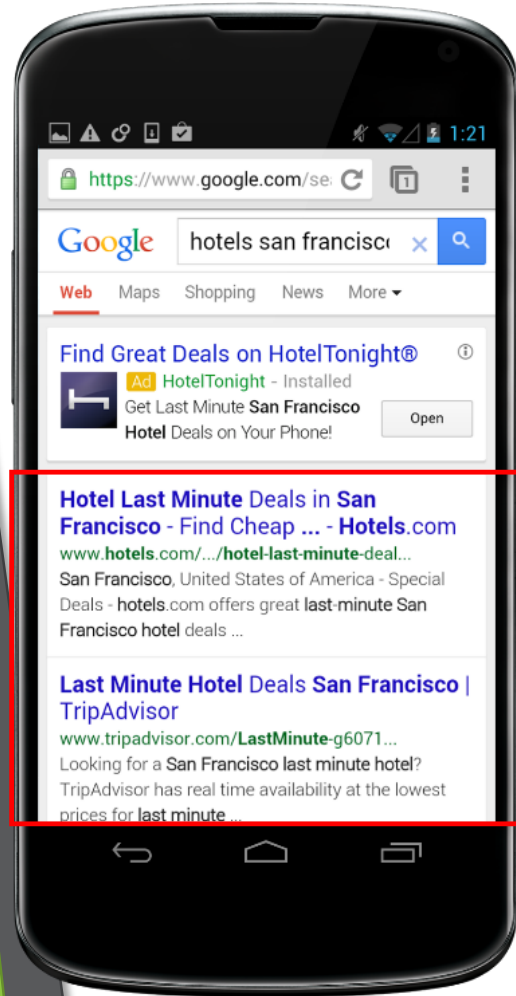 1:21
https://www.google.com/se
1
Google
hotels san francisc
Web Maps Shopping News More
Find Great Deals on HotelTonight®
Ad HotelTonight - Installed
Get Last Minute San Francisco
Hotel Deals on Your Phone!
Open
Hotel Last Minute Deals in San
Francisco - Find Cheap ... - Hotels.com
www.hotels.com/.../hotel-last-minute-deal...
San Francisco, United States of America - Special
Deals - hotels.com offers great last-minute San
Francisco hotel deals ...
Last Minute Hotel Deals San Francisco |
TripAdvisor
www.tripadvisor.com/LastMinute-g6071...
Looking for a San Francisco last minute hotel?
TripAdvisor has real time availability at the lowest
prices for last minute ...